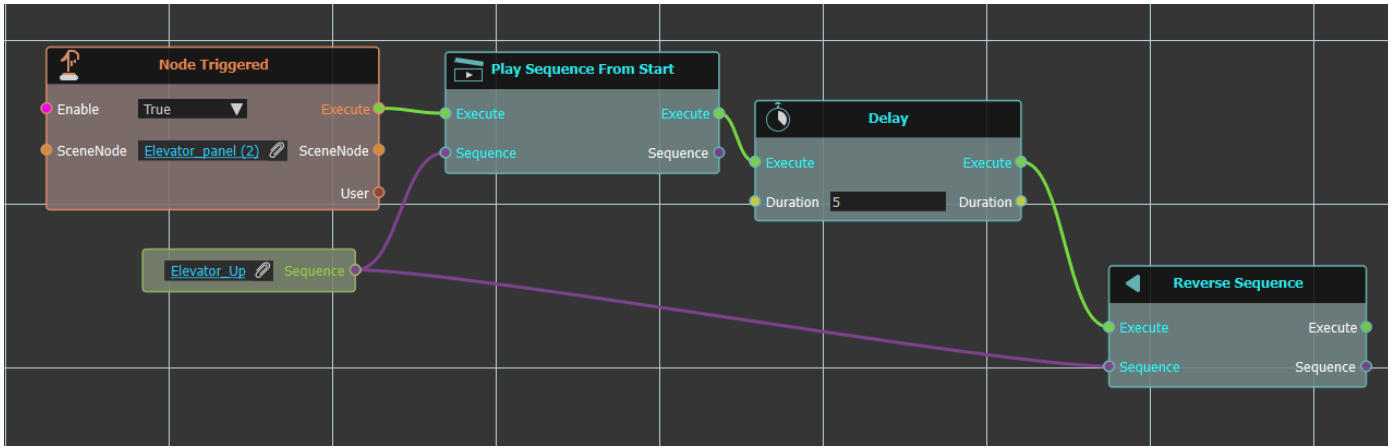 Node Triggered
Enable True Execute
SceneNode Elevator_panel (2) SceneNode
User
Elevator_Up Sequence
Play Sequence From Start
Execute Execute
Sequence Sequence
Delay
Execute Execute
Duration 5 Duration
Reverse Sequence
Execute Execute
Sequence Sequence